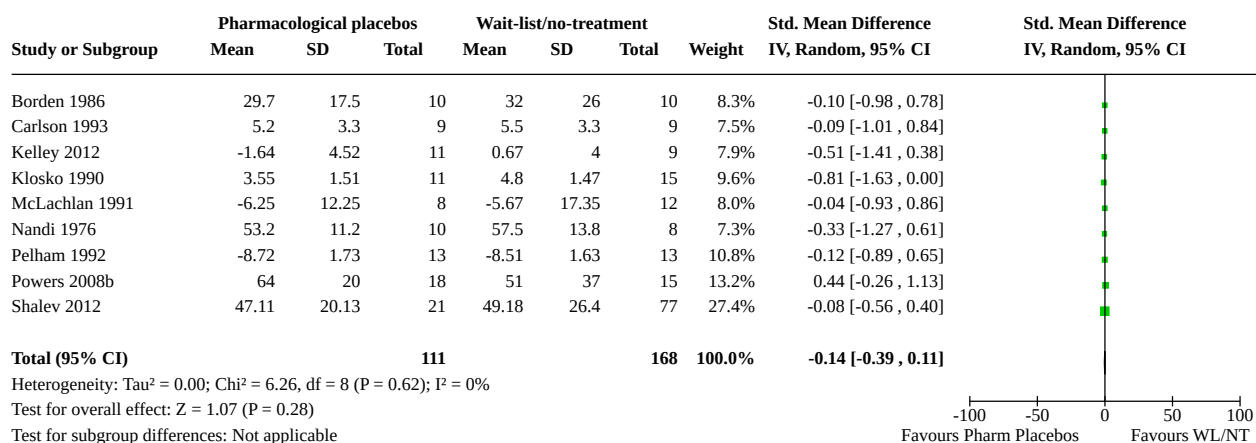 Pharmacological placebos Wait-list/no-treatment Std. Mean Difference Std. Mean Difference
Study or Subgroup Mean SD Total Mean SD Total Weight IV, Random, 95% CI IV, Random, 95% CI
Borden 1986 29.7 17.5 10 32 26 10 8.3% -0.10 [-0.98 , 0.78]
Carlson 1993 5.2 3.3 9 5.5 3.3 9 7.5% -0.09 [-1.01 , 0.84]
Kelley 2012 -1.64 4.52 11 0.67 4 9 7.9% -0.51 [-1.41 , 0.38]
Klosko 1990 3.55 1.51 11 4.8 1.47 15 9.6% -0.81 [-1.63 , 0.00]
McLachlan 1991 -6.25 12.25 8 -5.67 17.35 12 8.0% -0.04 [-0.93 , 0.86]
Nandi 1976 53.2 11.2 10 57.5 13.8 8 7.3% -0.33 [-1.27 , 0.61]
Pelham 1992 -8.72 1.73 13 -8.51 1.63 13 10.8% -0.12 [-0.89 , 0.65]
Powers 2008b 64 20 18 51 37 15 13.2% 0.44 [-0.26 , 1.13]
Shalev 2012 47.11 20.13 21 49.18 26.4 77 27.4% -0.08 [-0.56 , 0.40]
Total (95% CI) 111 168 100.0% -0.14 [-0.39 , 0.11]
Heterogeneity: Tau² = 0.00; Chi² = 6.26, df = 8 (P = 0.62); I² = 0%
Test for overall effect: Z = 1.07 (P = 0.28)
-100 -50 0 50 100
Test for subgroup differences: Not applicable Favours Pharm Placebos Favours WL/NT